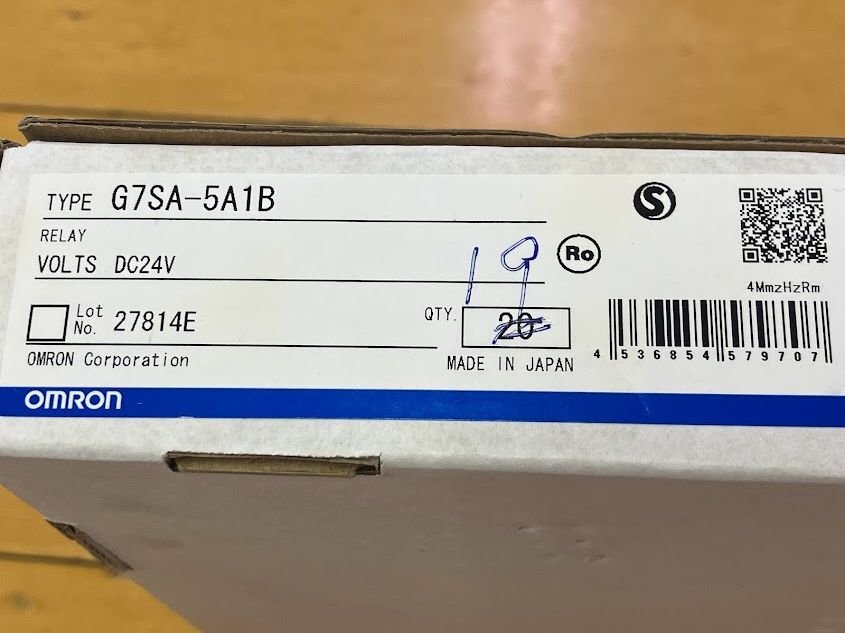 TYPE G7SA-5A1B
S
RELAY
VOLTS DC24V
19
Ro
4MmzHzRm
Lot No. 27814E
QTY. 20
OMRON Corporation
MADE IN JAPAN
4 536854 579707
OMRON